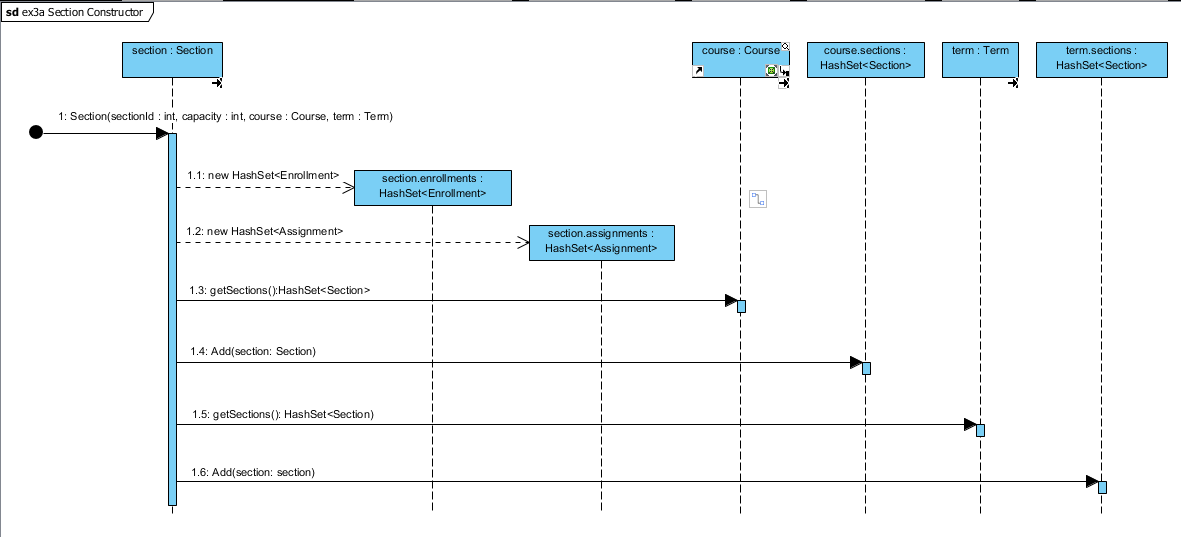 sd ex3a Section Constructor
section : Section
course : Course
course.sections :
HashSet<Section>
term : Term
term.sections :
HashSet<Section>
1: Section(sectionId : int, capacity : int, course : Course, term : Term)
1.1: new HashSet<Enrollment>
section.enrollments :
HashSet<Enrollment>
1.2: new HashSet<Assignment>
section.assignments :
HashSet<Assignment>
1.3: getSections():HashSet<Section>
1.4: Add(section: Section)
1.5: getSections(): HashSet<Section)
1.6: Add(section: section)